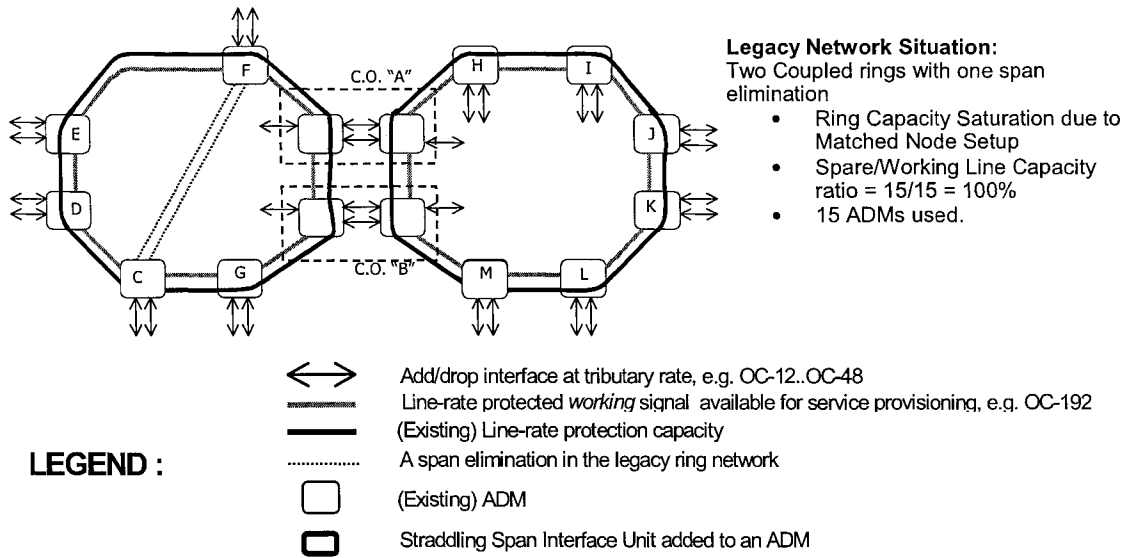 Legacy Network Situation:
Two Coupled rings with one span
elimination
• Ring Capacity Saturation due to
Matched Node Setup
• Spare/Working Line Capacity
ratio = 15/15 = 100%
• 15 ADMs used.
F
C.O. "A"
H
I
E
J
D
K
C
G
C.O. "B"
M
L
LEGEND :
Add/drop interface at tributary rate, e.g. OC-12..OC-48
Line-rate protected working signal available for service provisioning, e.g. OC-192
(Existing) Line-rate protection capacity
A span elimination in the legacy ring network
(Existing) ADM
Straddling Span Interface Unit added to an ADM